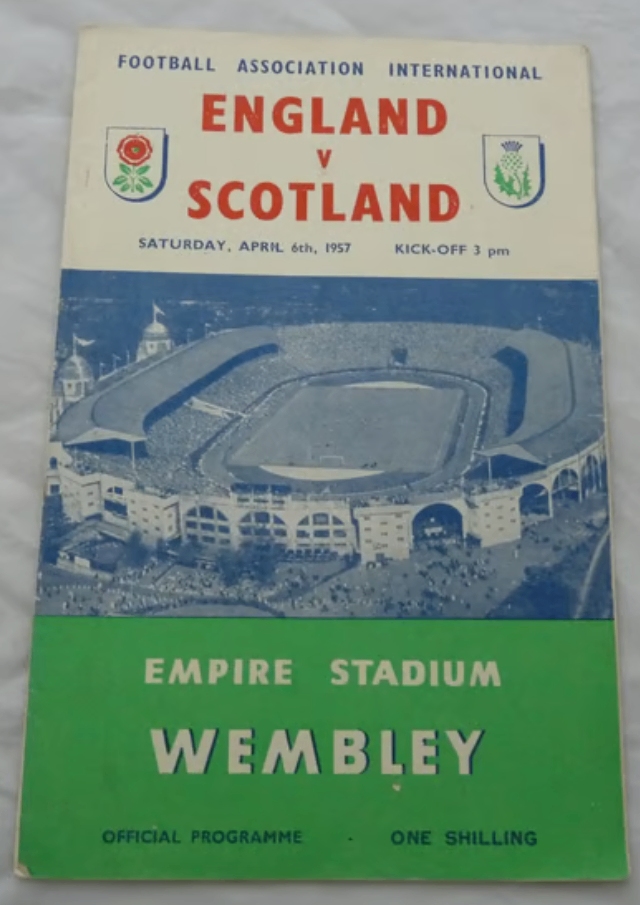 FOOTBALL ASSOCIATION INTERNATIONAL
ENGLAND
V
SCOTLAND
SATURDAY, APRIL 6th, 1957 KICK-OFF 3 pm
EMPIRE STADIUM
WEMBLEY
OFFICIAL PROGRAMME - ONE SHILLING